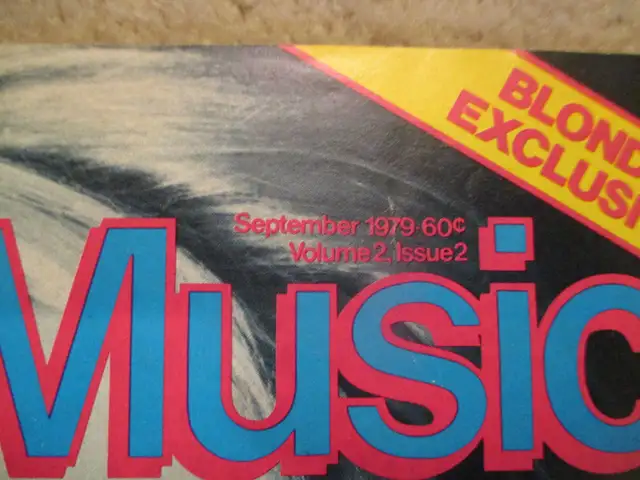 BLOND
EXCLUSI
September 1979·60¢
Volume 2, Issue 2
Music